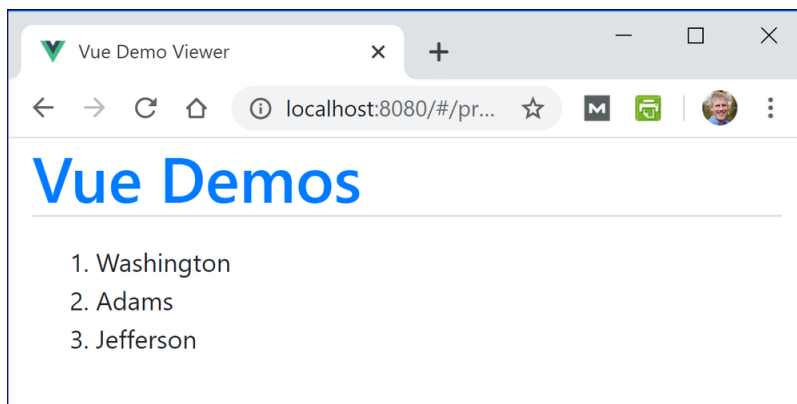 Vue Demo Viewer
localhost:8080/#/pr...
M
Vue Demos
1. Washington
2. Adams
3. Jefferson